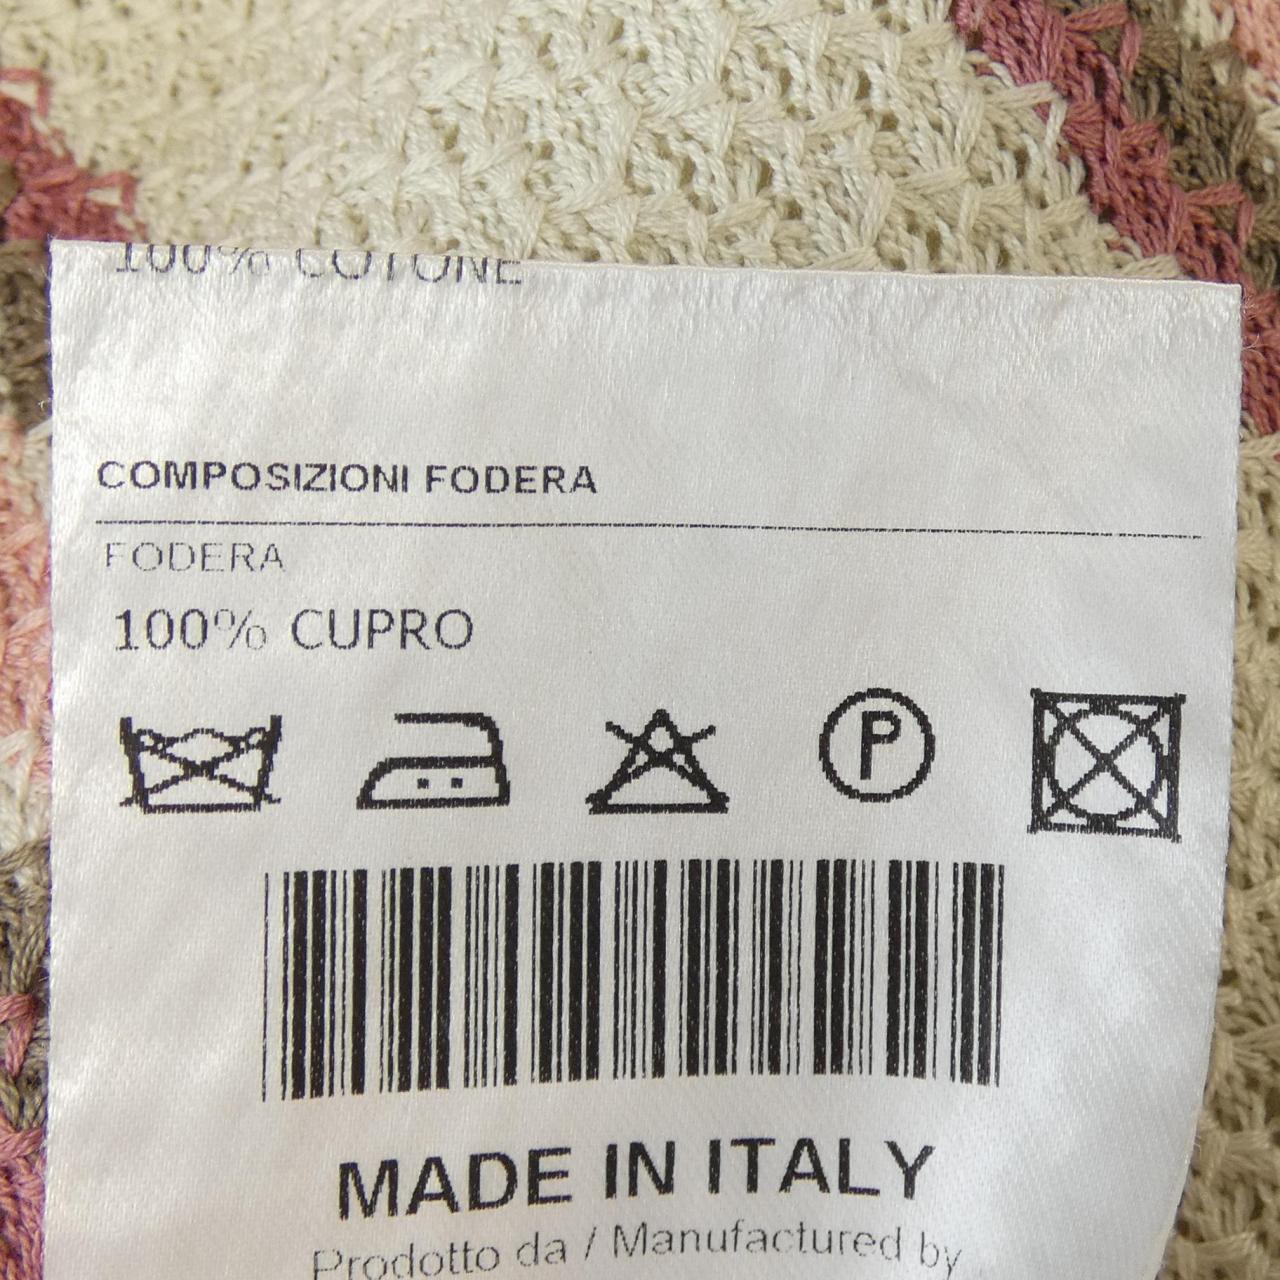 100% COTONE
COMPOSIZIONI FODERA
FODERA
100% CUPRO
P
MADE IN ITALY
Prodotto da / Manufactured by